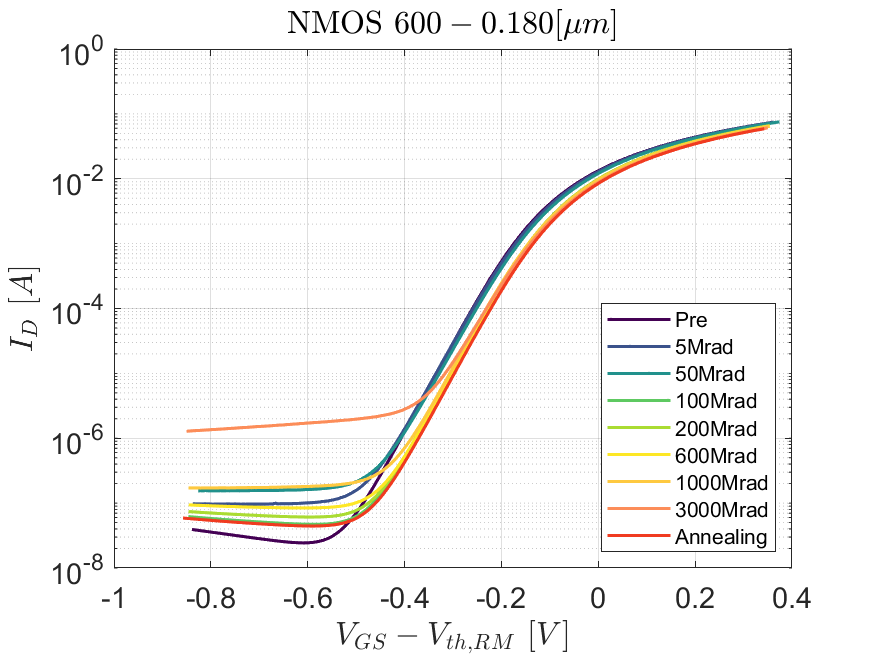 NMOS 600 − 0.180[μm]
10^0
10^-2
10^-4
10^-6
10^-8
I_D [A]
Pre
5Mrad
50Mrad
100Mrad
200Mrad
600Mrad
1000Mrad
3000Mrad
Annealing
-1 -0.8 -0.6 -0.4 -0.2 0 0.2 0.4
V_GS − V_th,RM [V]